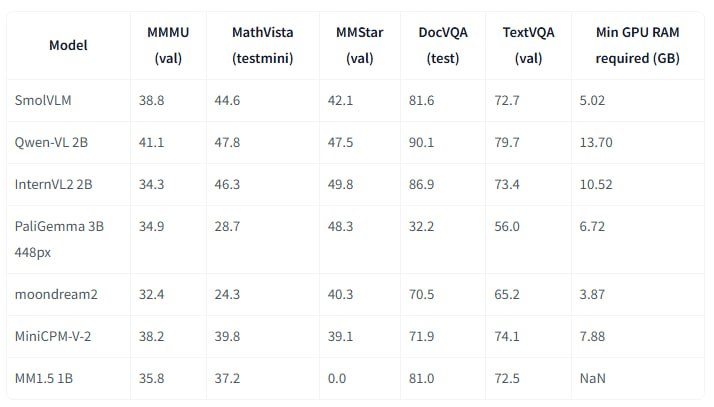 Model MMMU (val) MathVista (testmini) MMStar (val) DocVQA (test) TextVQA (val) Min GPU RAM required (GB)
SmolVLM 38.8 44.6 42.1 81.6 72.7 5.02
Qwen-VL 2B 41.1 47.8 47.5 90.1 79.7 13.70
InternVL2 2B 34.3 46.3 49.8 86.9 73.4 10.52
PaliGemma 3B 448px 34.9 28.7 48.3 32.2 56.0 6.72
moondream2 32.4 24.3 40.3 70.5 65.2 3.87
MiniCPM-V-2 38.2 39.8 39.1 71.9 74.1 7.88
MM1.5 1B 35.8 37.2 0.0 81.0 72.5 NaN